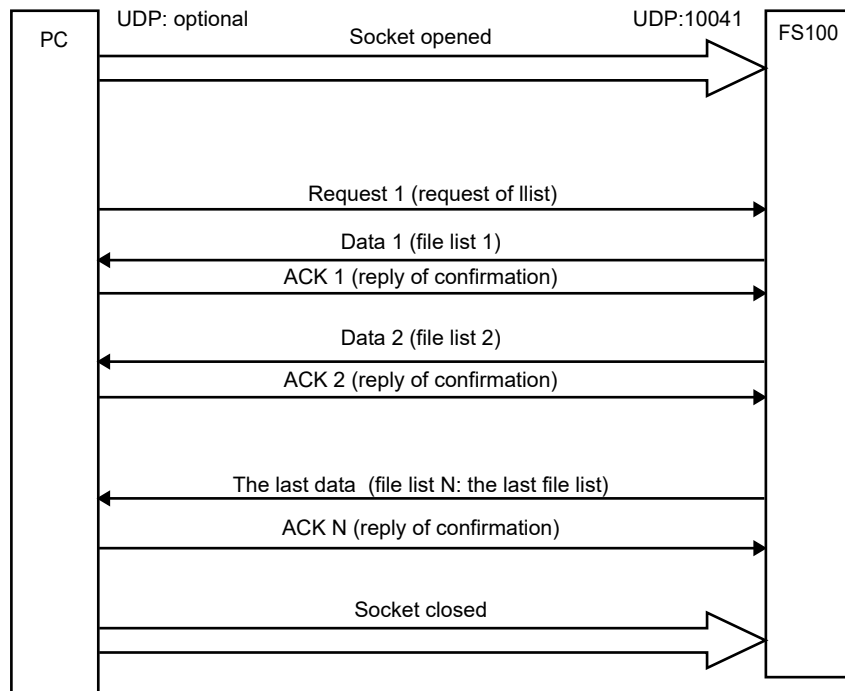 UDP: optional
UDP:10041
PC
Socket opened
FS100
Request 1 (request of llist)
Data 1 (file list 1)
ACK 1 (reply of confirmation)
Data 2 (file list 2)
ACK 2 (reply of confirmation)
The last data  (file list N: the last file list)
ACK N (reply of confirmation)
Socket closed